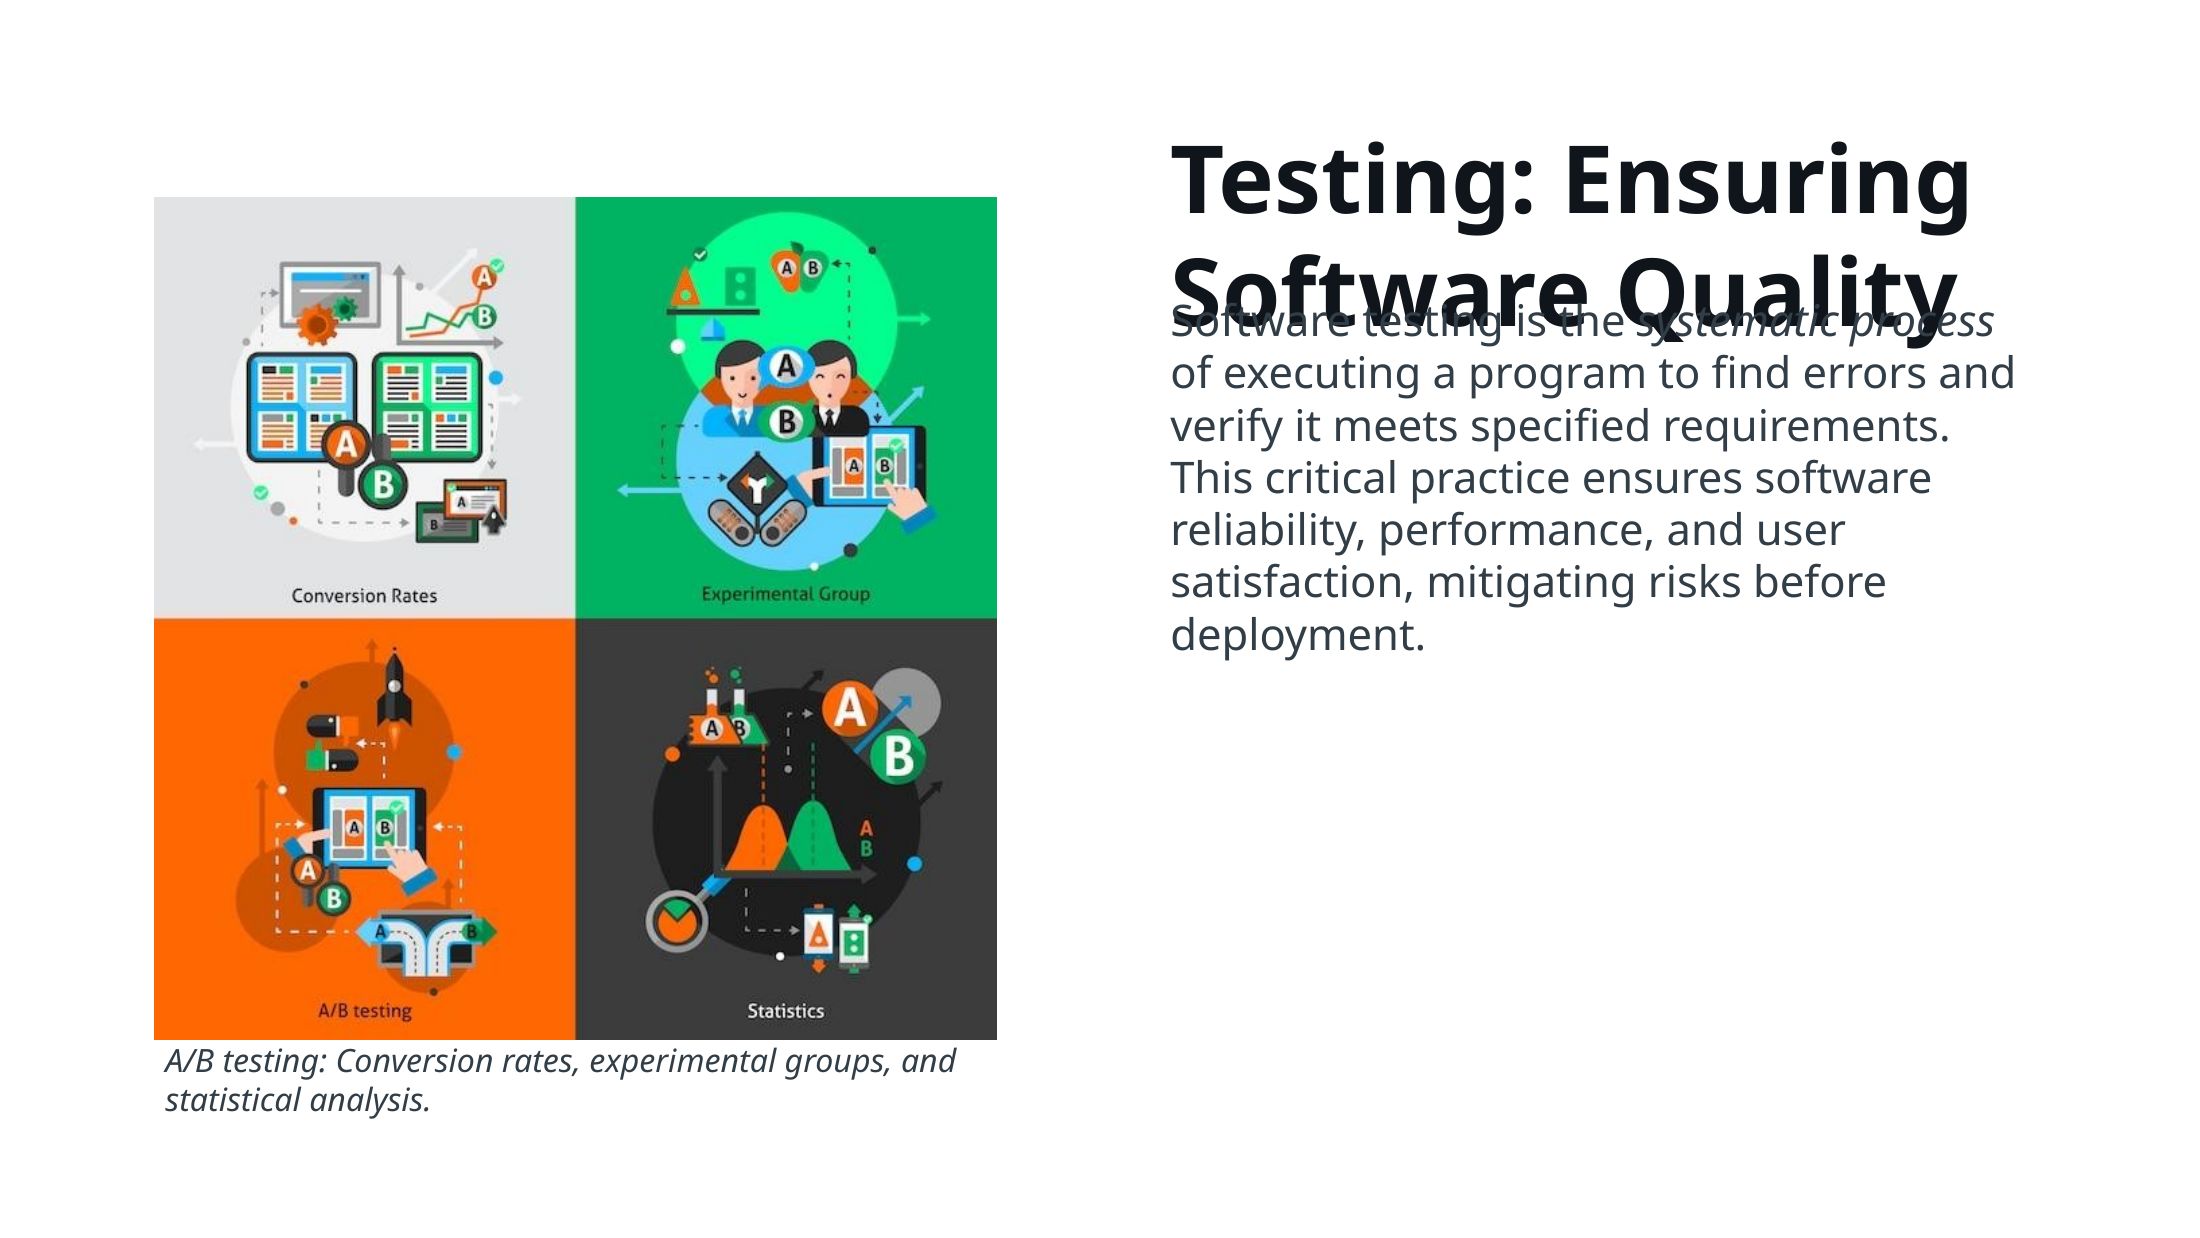 Testing: Ensuring
Software Quality
Software testing is the systematic process
of executing a program to find errors and
verify it meets specified requirements.
This critical practice ensures software
reliability, performance, and user
satisfaction, mitigating risks before
deployment.
A
B
A
B
A
B
Conversion Rates
A B
A
B
A B
Experimental Group
A B
A
B
A B
A/B testing
A B
A
B
A
B
Statistics
A/B testing: Conversion rates, experimental groups, and
statistical analysis.